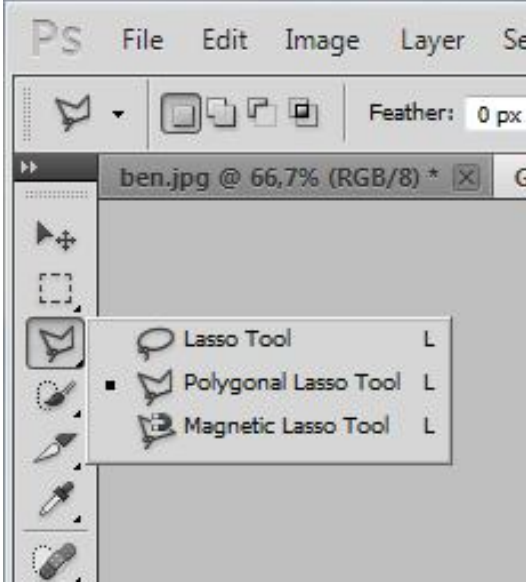 Ps File Edit Image Layer Se
Feather: 0 px
ben.jpg @ 66,7% (RGB/8) *
Lasso Tool L
Polygonal Lasso Tool L
Magnetic Lasso Tool L